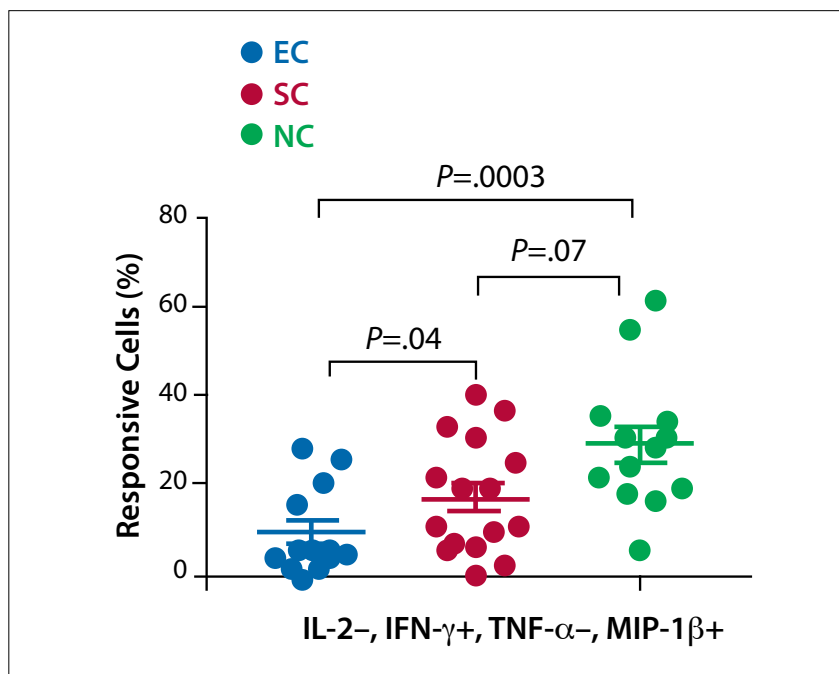 EC
SC
NC
P=.0003
P=.07
P=.04
80
60
40
20
0
Responsive Cells (%)
IL-2–, IFN-γ+, TNF-α–, MIP-1β+